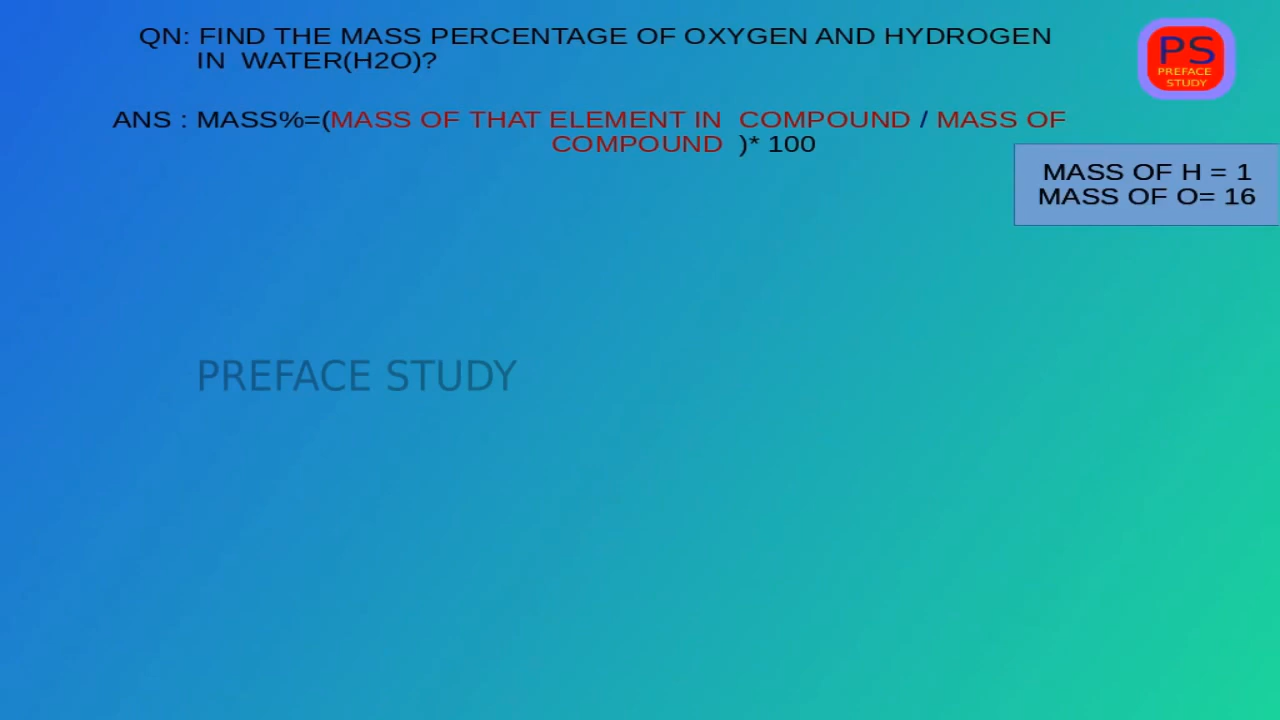 QN: FIND THE MASS PERCENTAGE OF OXYGEN AND HYDROGEN
IN WATER(H2O)?
PS
PREFACE
STUDY
ANS : MASS%=(MASS OF THAT ELEMENT IN COMPOUND / MASS OF
COMPOUND )* 100
MASS OF H = 1
MASS OF O= 16
PREFACE STUDY